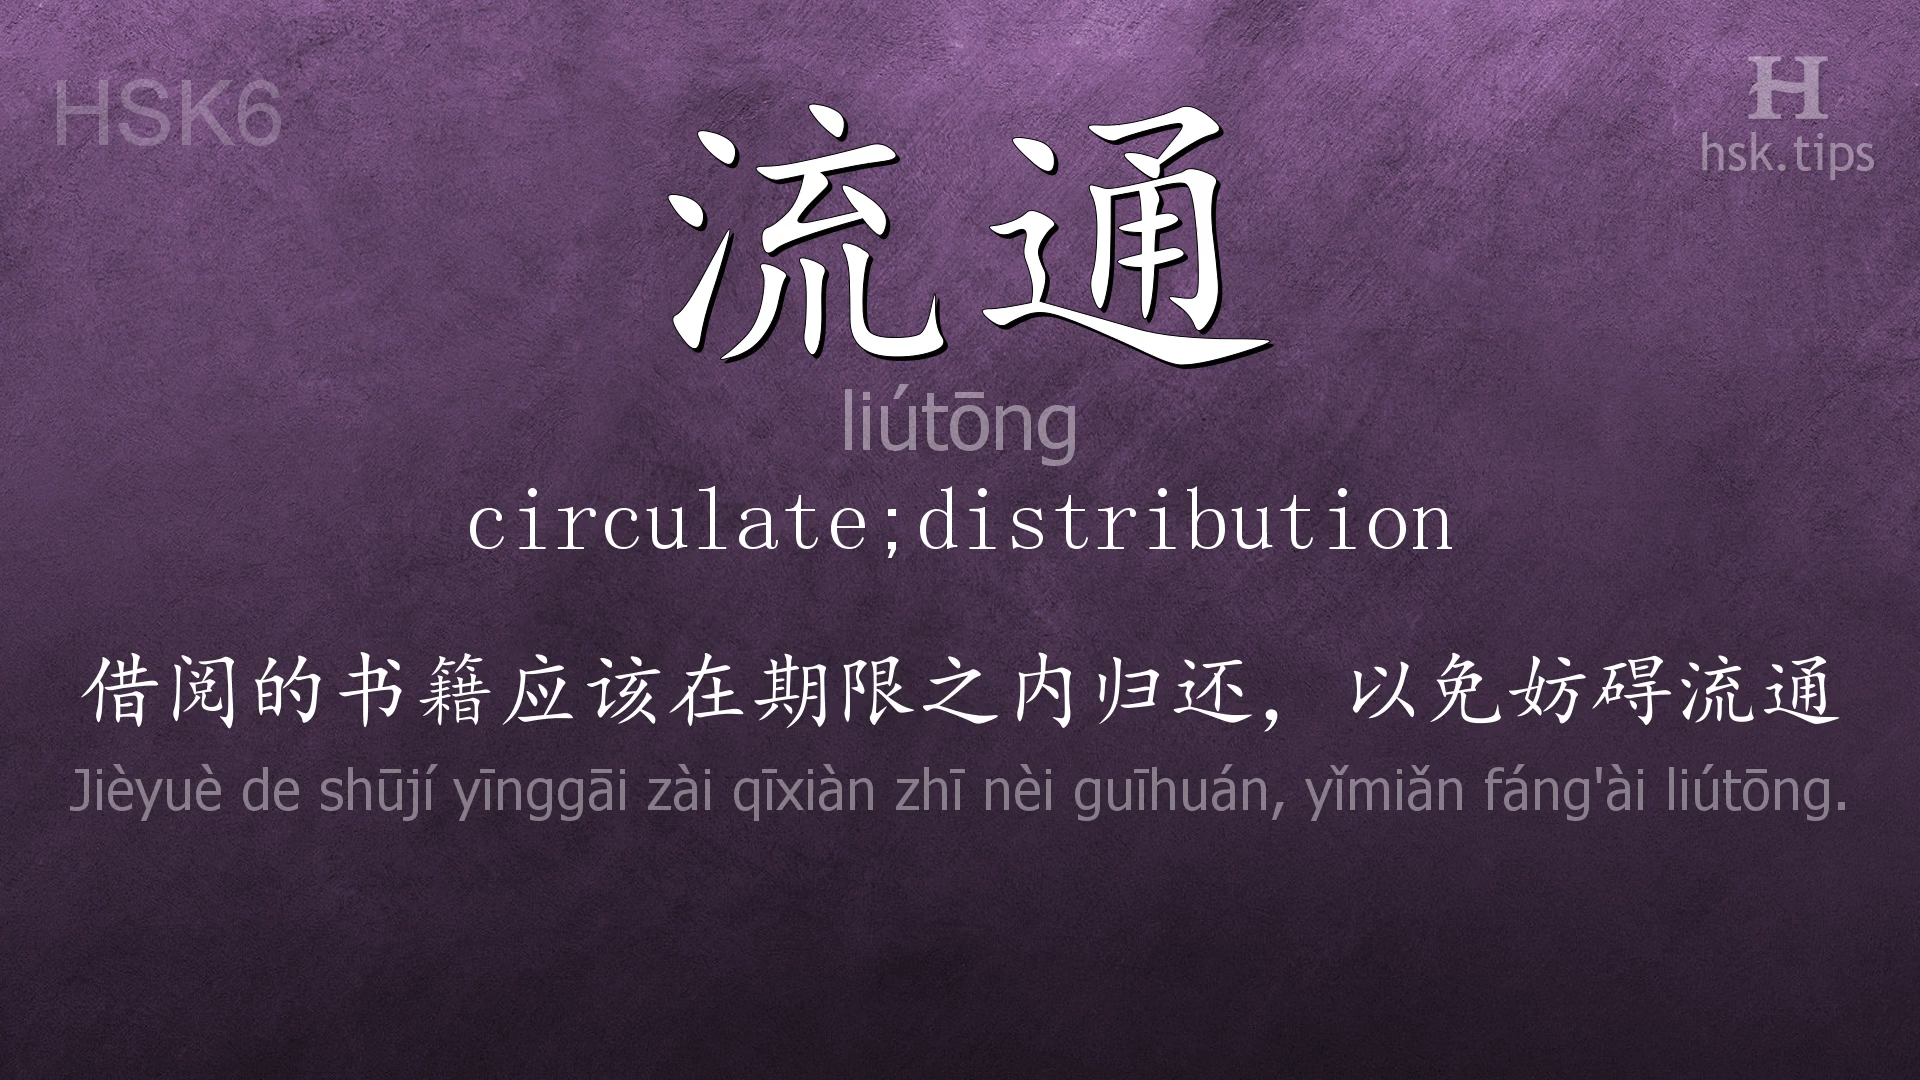 HSK6
H
hsk.tips
流通
liútōng
circulate;distribution
借阅的书籍应该在期限之内归还，以免妨碍流通
Jièyuè de shūjí yīnggāi zài qīxiàn zhī nèi guīhuán, yǐmiǎn fáng'ài liútōng.